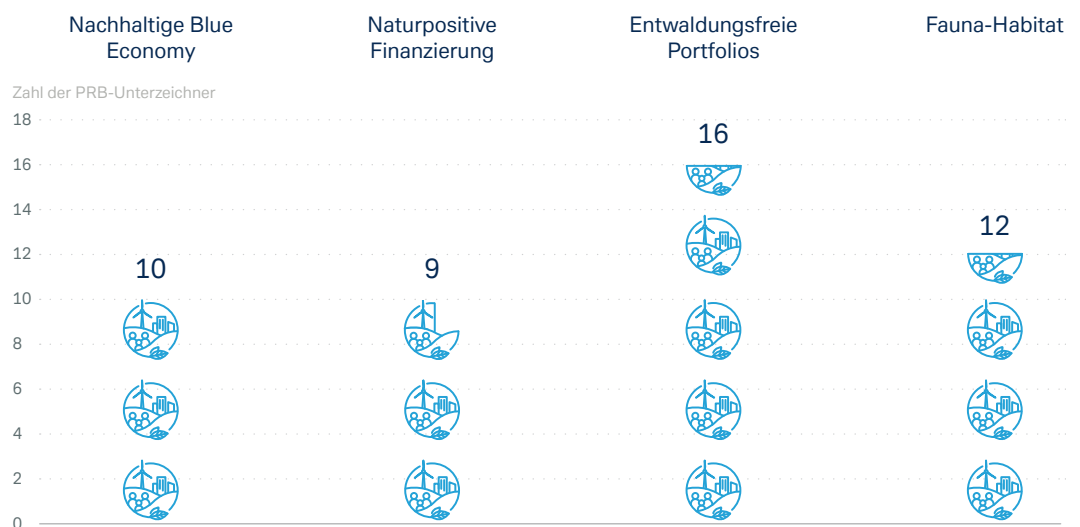 Nachhaltige Blue
Economy
Naturpositive
Finanzierung
Entwaldungsfreie
Portfolios
Fauna-Habitat
Zahl der PRB-Unterzeichner
18
16
14
12
10
8
6
4
2
0
10
9
16
12